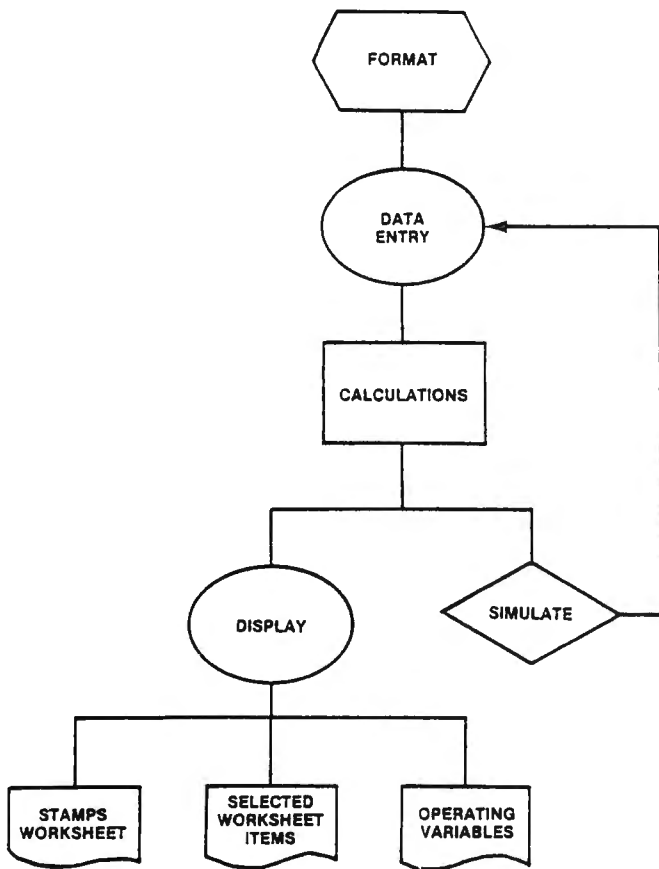 FORMAT
DATA
ENTRY
CALCULATIONS
DISPLAY
SIMULATE
STAMPS
WORKSHEET
SELECTED
WORKSHEET
ITEMS
OPERATING
VARIABLES